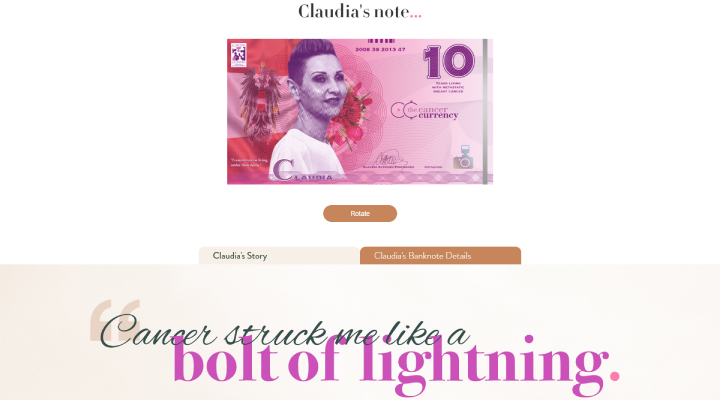 Claudia's note...
2008 38 2013 47
10
YEARS LIVING
WITH METASTATIC
BREAST CANCER
the cancer
currency
CLAUDIA
Rotate
Claudia's Story
Claudia's Banknote Details
“Cancer struck me like a
bolt of lightning.